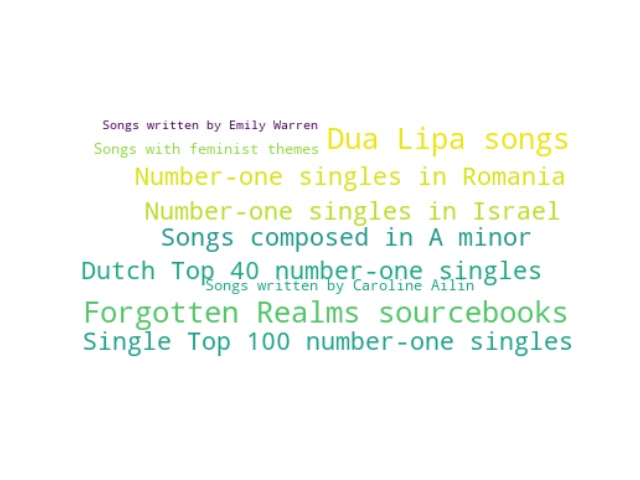 Songs written by Emily Warren
Dua Lipa songs
Songs with feminist themes
Number-one singles in Romania
Number-one singles in Israel
Songs composed in A minor
Dutch Top 40 number-one singles
Songs written by Caroline Ailin
Forgotten Realms sourcebooks
Single Top 100 number-one singles